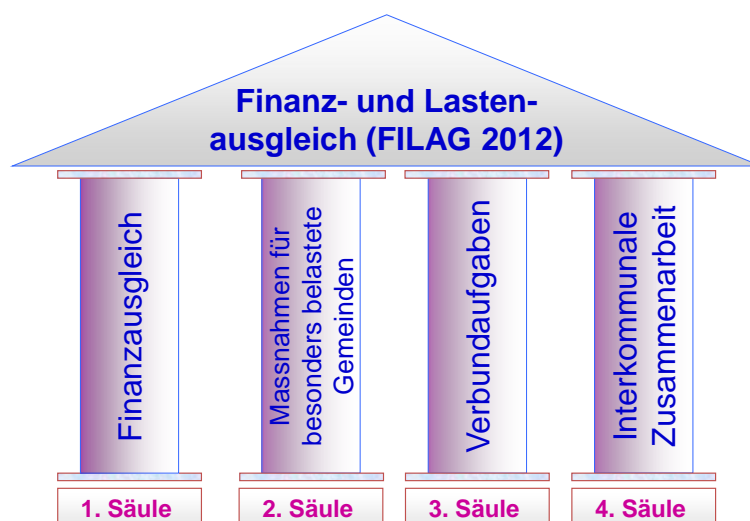 Finanz- und Lasten-
ausgleich (FILAG 2012)
Finanzausgleich
Massnahmen für
besonders belastete
Gemeinden
Verbundaufgaben
Interkommunale
Zusammenarbeit
1. Säule
2. Säule
3. Säule
4. Säule